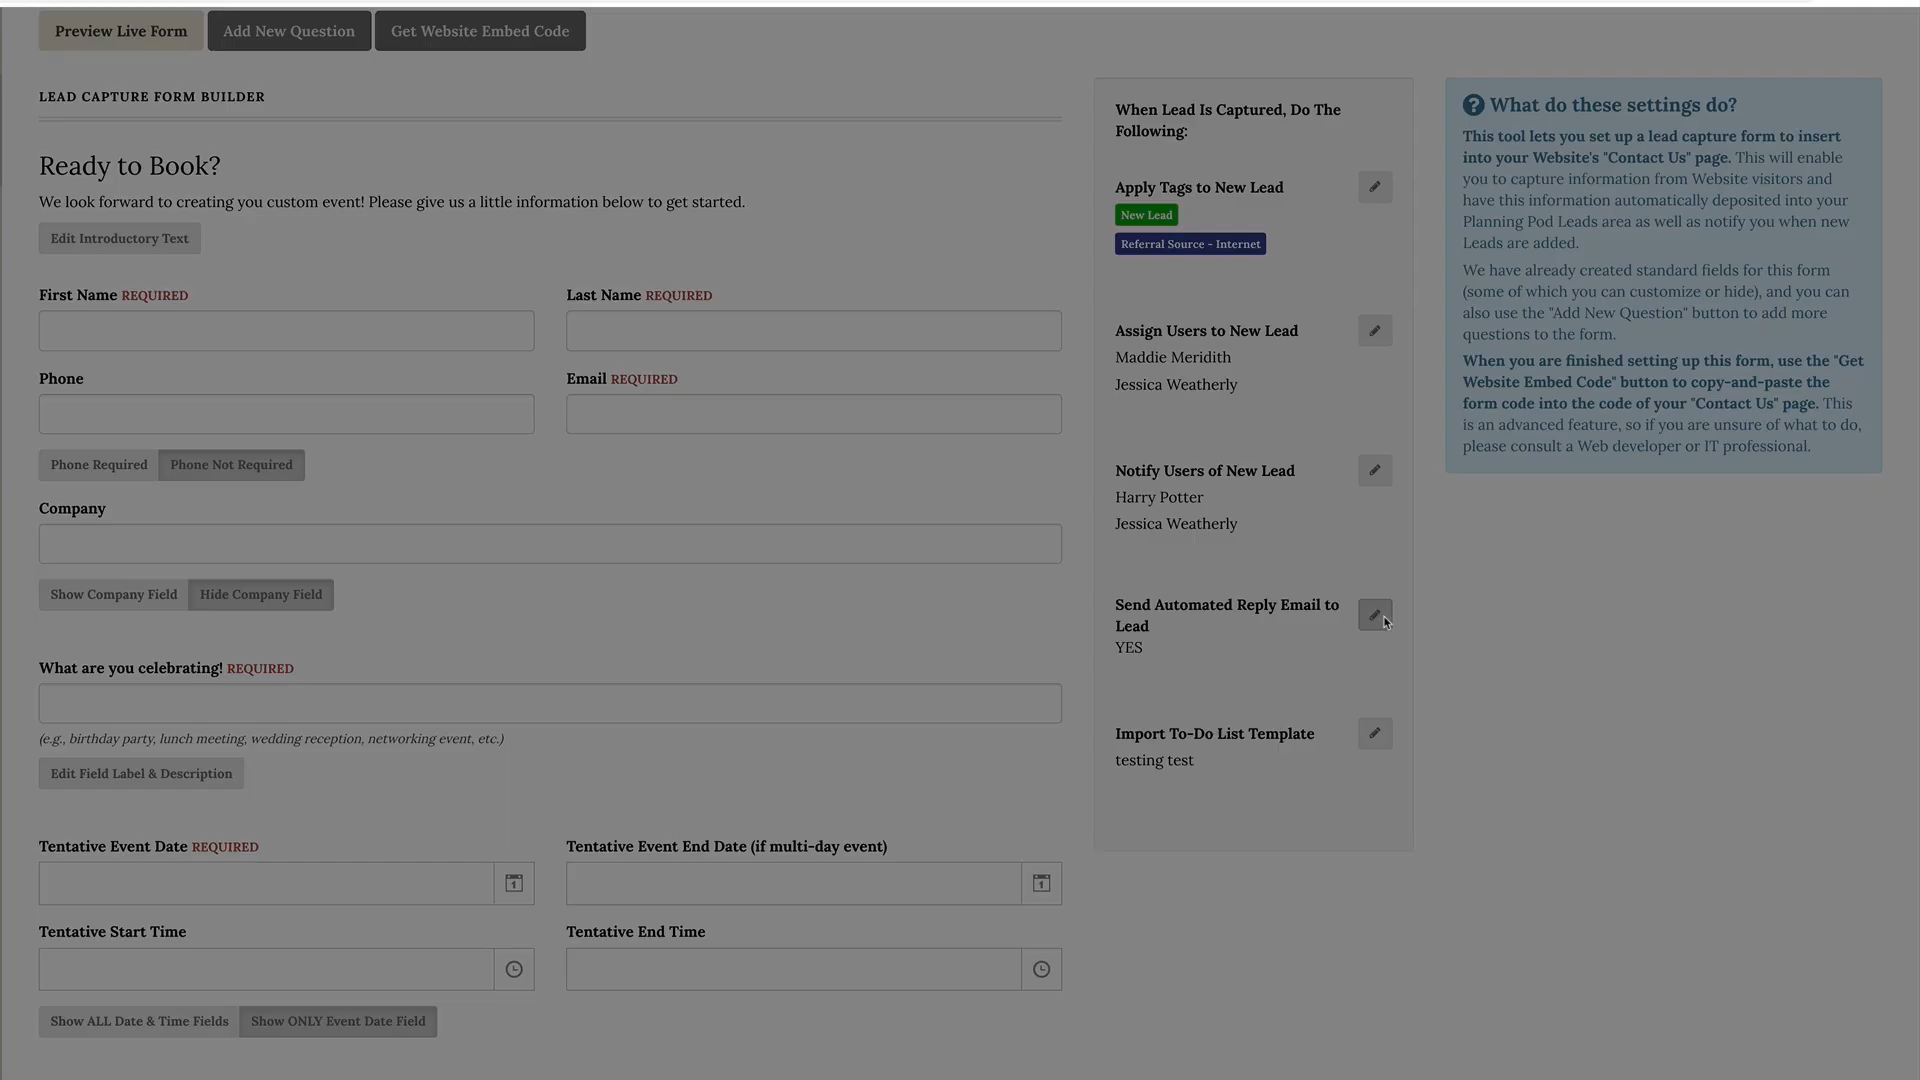 Preview Live Form
Add New Question
Get Website Embed Code
LEAD CAPTURE FORM BUILDER
Ready to Book?
We look forward to creating you custom event! Please give us a little information below to get started.
Edit Introductory Text
First Name REQUIRED
Last Name REQUIRED
Phone
Email REQUIRED
Phone Required
Phone Not Required
Company
Show Company Field
Hide Company Field
What are you celebrating! REQUIRED
(e.g., birthday party, lunch meeting, wedding reception, networking event, etc.)
Edit Field Label & Description
Tentative Event Date REQUIRED
Tentative Event End Date (if multi-day event)
1
1
Tentative Start Time
Tentative End Time
Show ALL Date & Time Fields
Show ONLY Event Date Field
When Lead Is Captured, Do The
Following:
Apply Tags to New Lead
New Lead
Referral Source - Internet
Assign Users to New Lead
Maddie Meridith
Jessica Weatherly
Notify Users of New Lead
Harry Potter
Jessica Weatherly
Send Automated Reply Email to
Lead
YES
Import To-Do List Template
testing test
? What do these settings do?
This tool lets you set up a lead capture form to insert
into your Website's "Contact Us" page. This will enable
you to capture information from Website visitors and
have this information automatically deposited into your
Planning Pod Leads area as well as notify you when new
Leads are added.
We have already created standard fields for this form
(some of which you can customize or hide), and you can
also use the "Add New Question" button to add more
questions to the form.
When you are finished setting up this form, use the "Get
Website Embed Code" button to copy-and-paste the
form code into the code of your "Contact Us" page. This
is an advanced feature, so if you are unsure of what to do,
please consult a Web developer or IT professional.